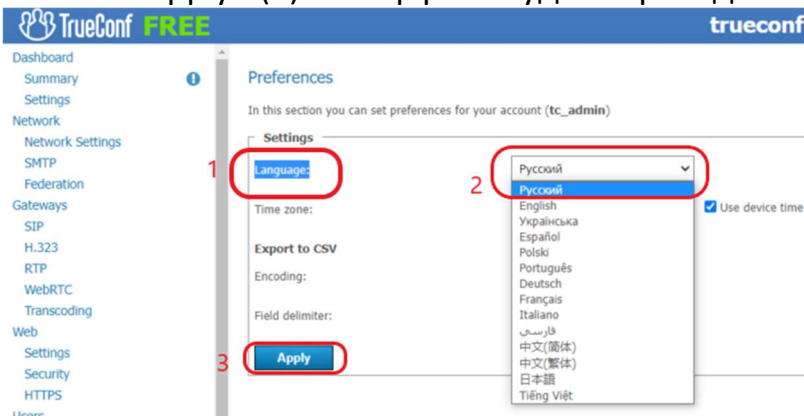 TrueConf FREE
trueconf
Dashboard
Summary
Settings
Network
Network Settings
SMTP
Federation
Gateways
SIP
H.323
RTP
WebRTC
Transcoding
Web
Settings
Security
HTTPS
Users
Preferences
In this section you can set preferences for your account (tc_admin)
Settings
1
Language:
2
Русский
Русский
English
Українська
Español
Polski
Português
Deutsch
Français
Italiano
فارسي
中文(简体)
中文(繁体)
日本語
Tiếng Việt
Time zone:
Use device time
Export to CSV
Encoding:
Field delimiter:
3
Apply